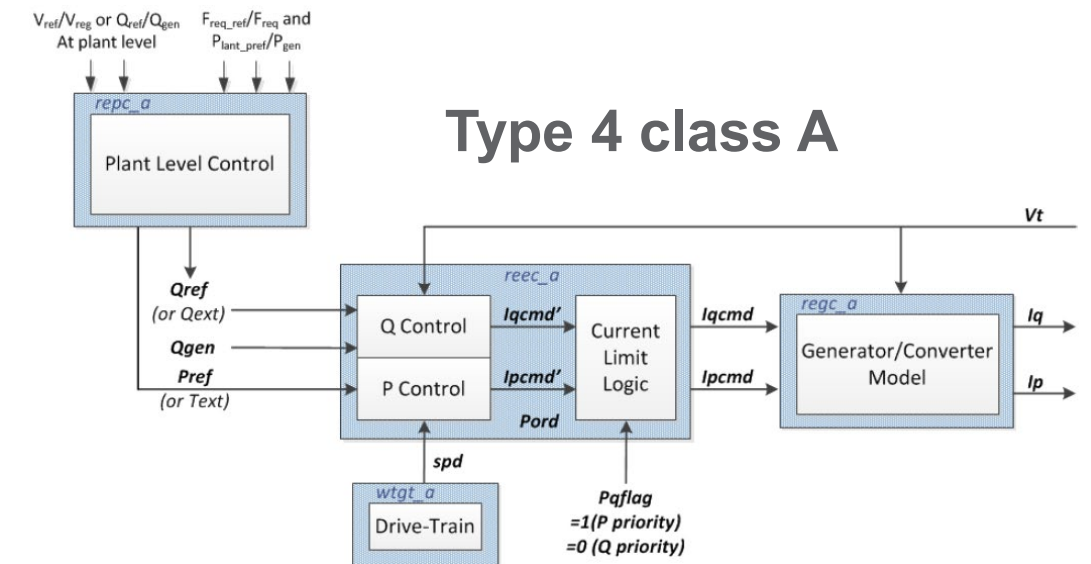 Vref/Vreg or Qref/Qgen
At plant level
Freq_ref/Freq and
Plant_pref/Pgen
repc_a
Plant Level Control
Type 4 class A
Vt
reec_a
regc_a
Qref
(or Qext)
Qgen
Pref
(or Text)
Q Control
P Control
Iqcmd’
Ipcmd’
Current
Limit
Logic
Pord
Iqcmd
Ipcmd
Generator/Converter
Model
Iq
Ip
spd
wtgt_a
Drive-Train
Pqflag
=1(P priority)
=0 (Q priority)